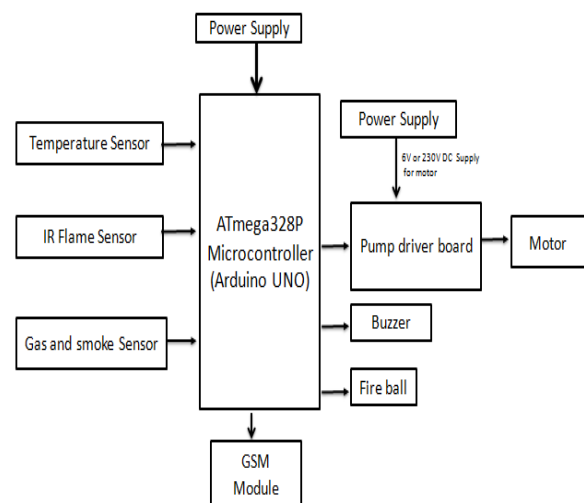 Power Supply
Temperature Sensor
IR Flame Sensor
Gas and smoke Sensor
ATmega328P
Microcontroller
(Arduino UNO)
Power Supply
6V or 230V DC Supply
for motor
Pump driver board
Motor
Buzzer
Fire ball
GSM
Module